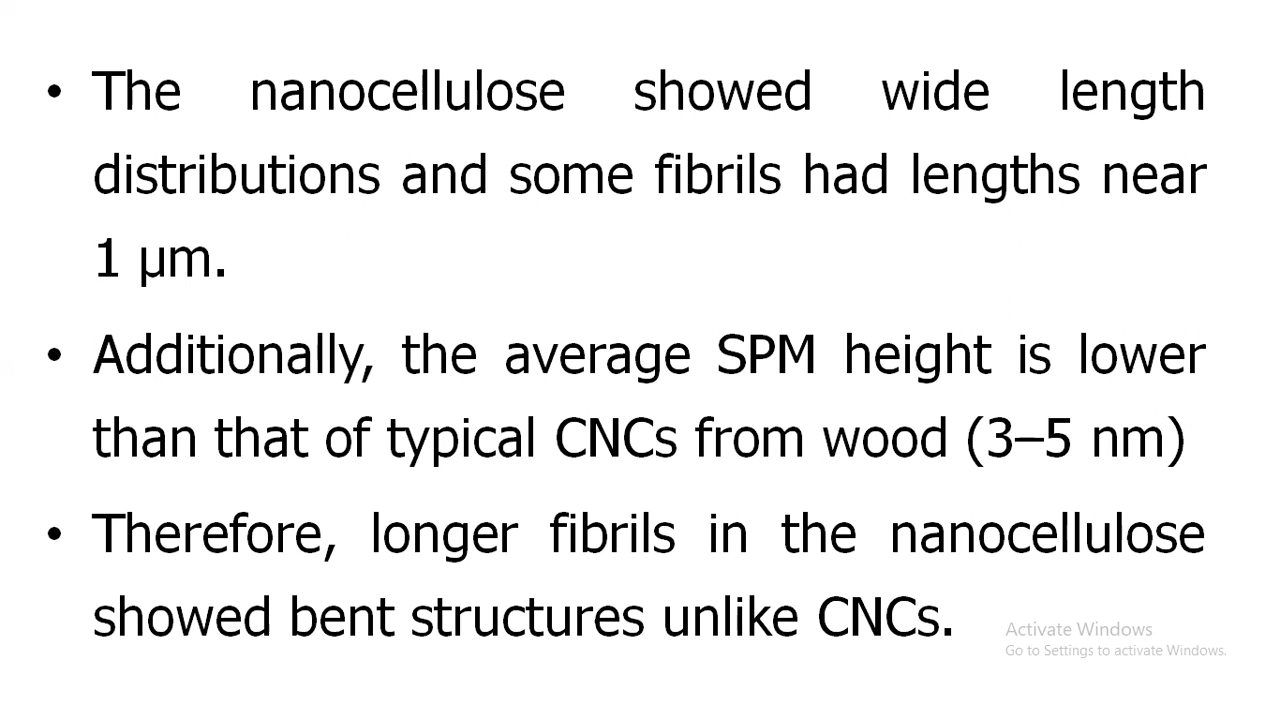 • The nanocellulose showed wide length
distributions and some fibrils had lengths near
1 µm.
• Additionally, the average SPM height is lower
than that of typical CNCs from wood (3–5 nm)
• Therefore, longer fibrils in the nanocellulose
showed bent structures unlike CNCs.
Activate Windows
Go to Settings to activate Windows.